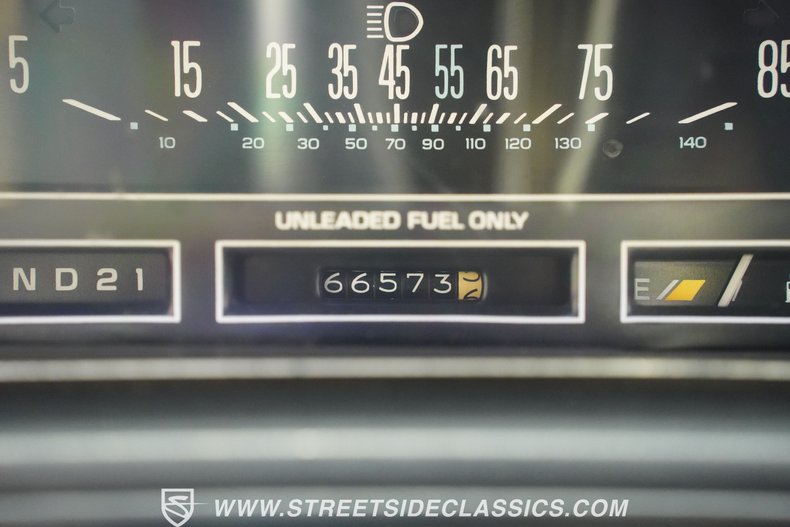 5 15 25 35 45 55 65 75 85
10 20 30 50 70 90 110 120 130 140
UNLEADED FUEL ONLY
N D 2 1
66573
E
WWW.STREETSIDECLASSICS.COM